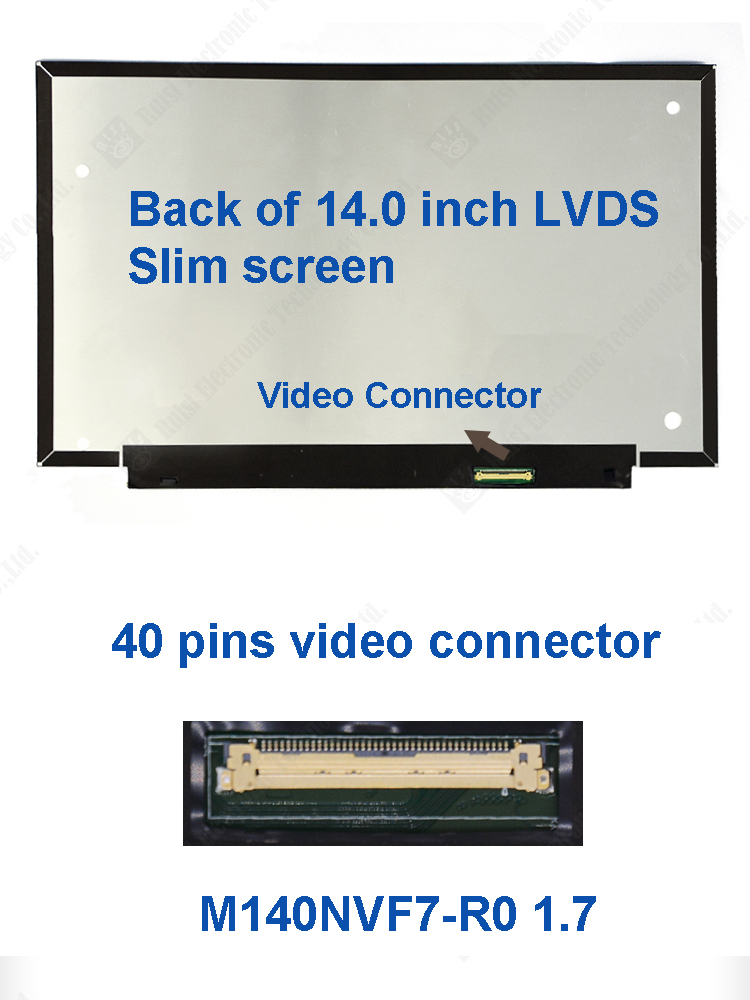 Back of 14.0 inch LVDS
Slim screen
Video Connector
40 pins video connector
M140NVF7-R0 1.7